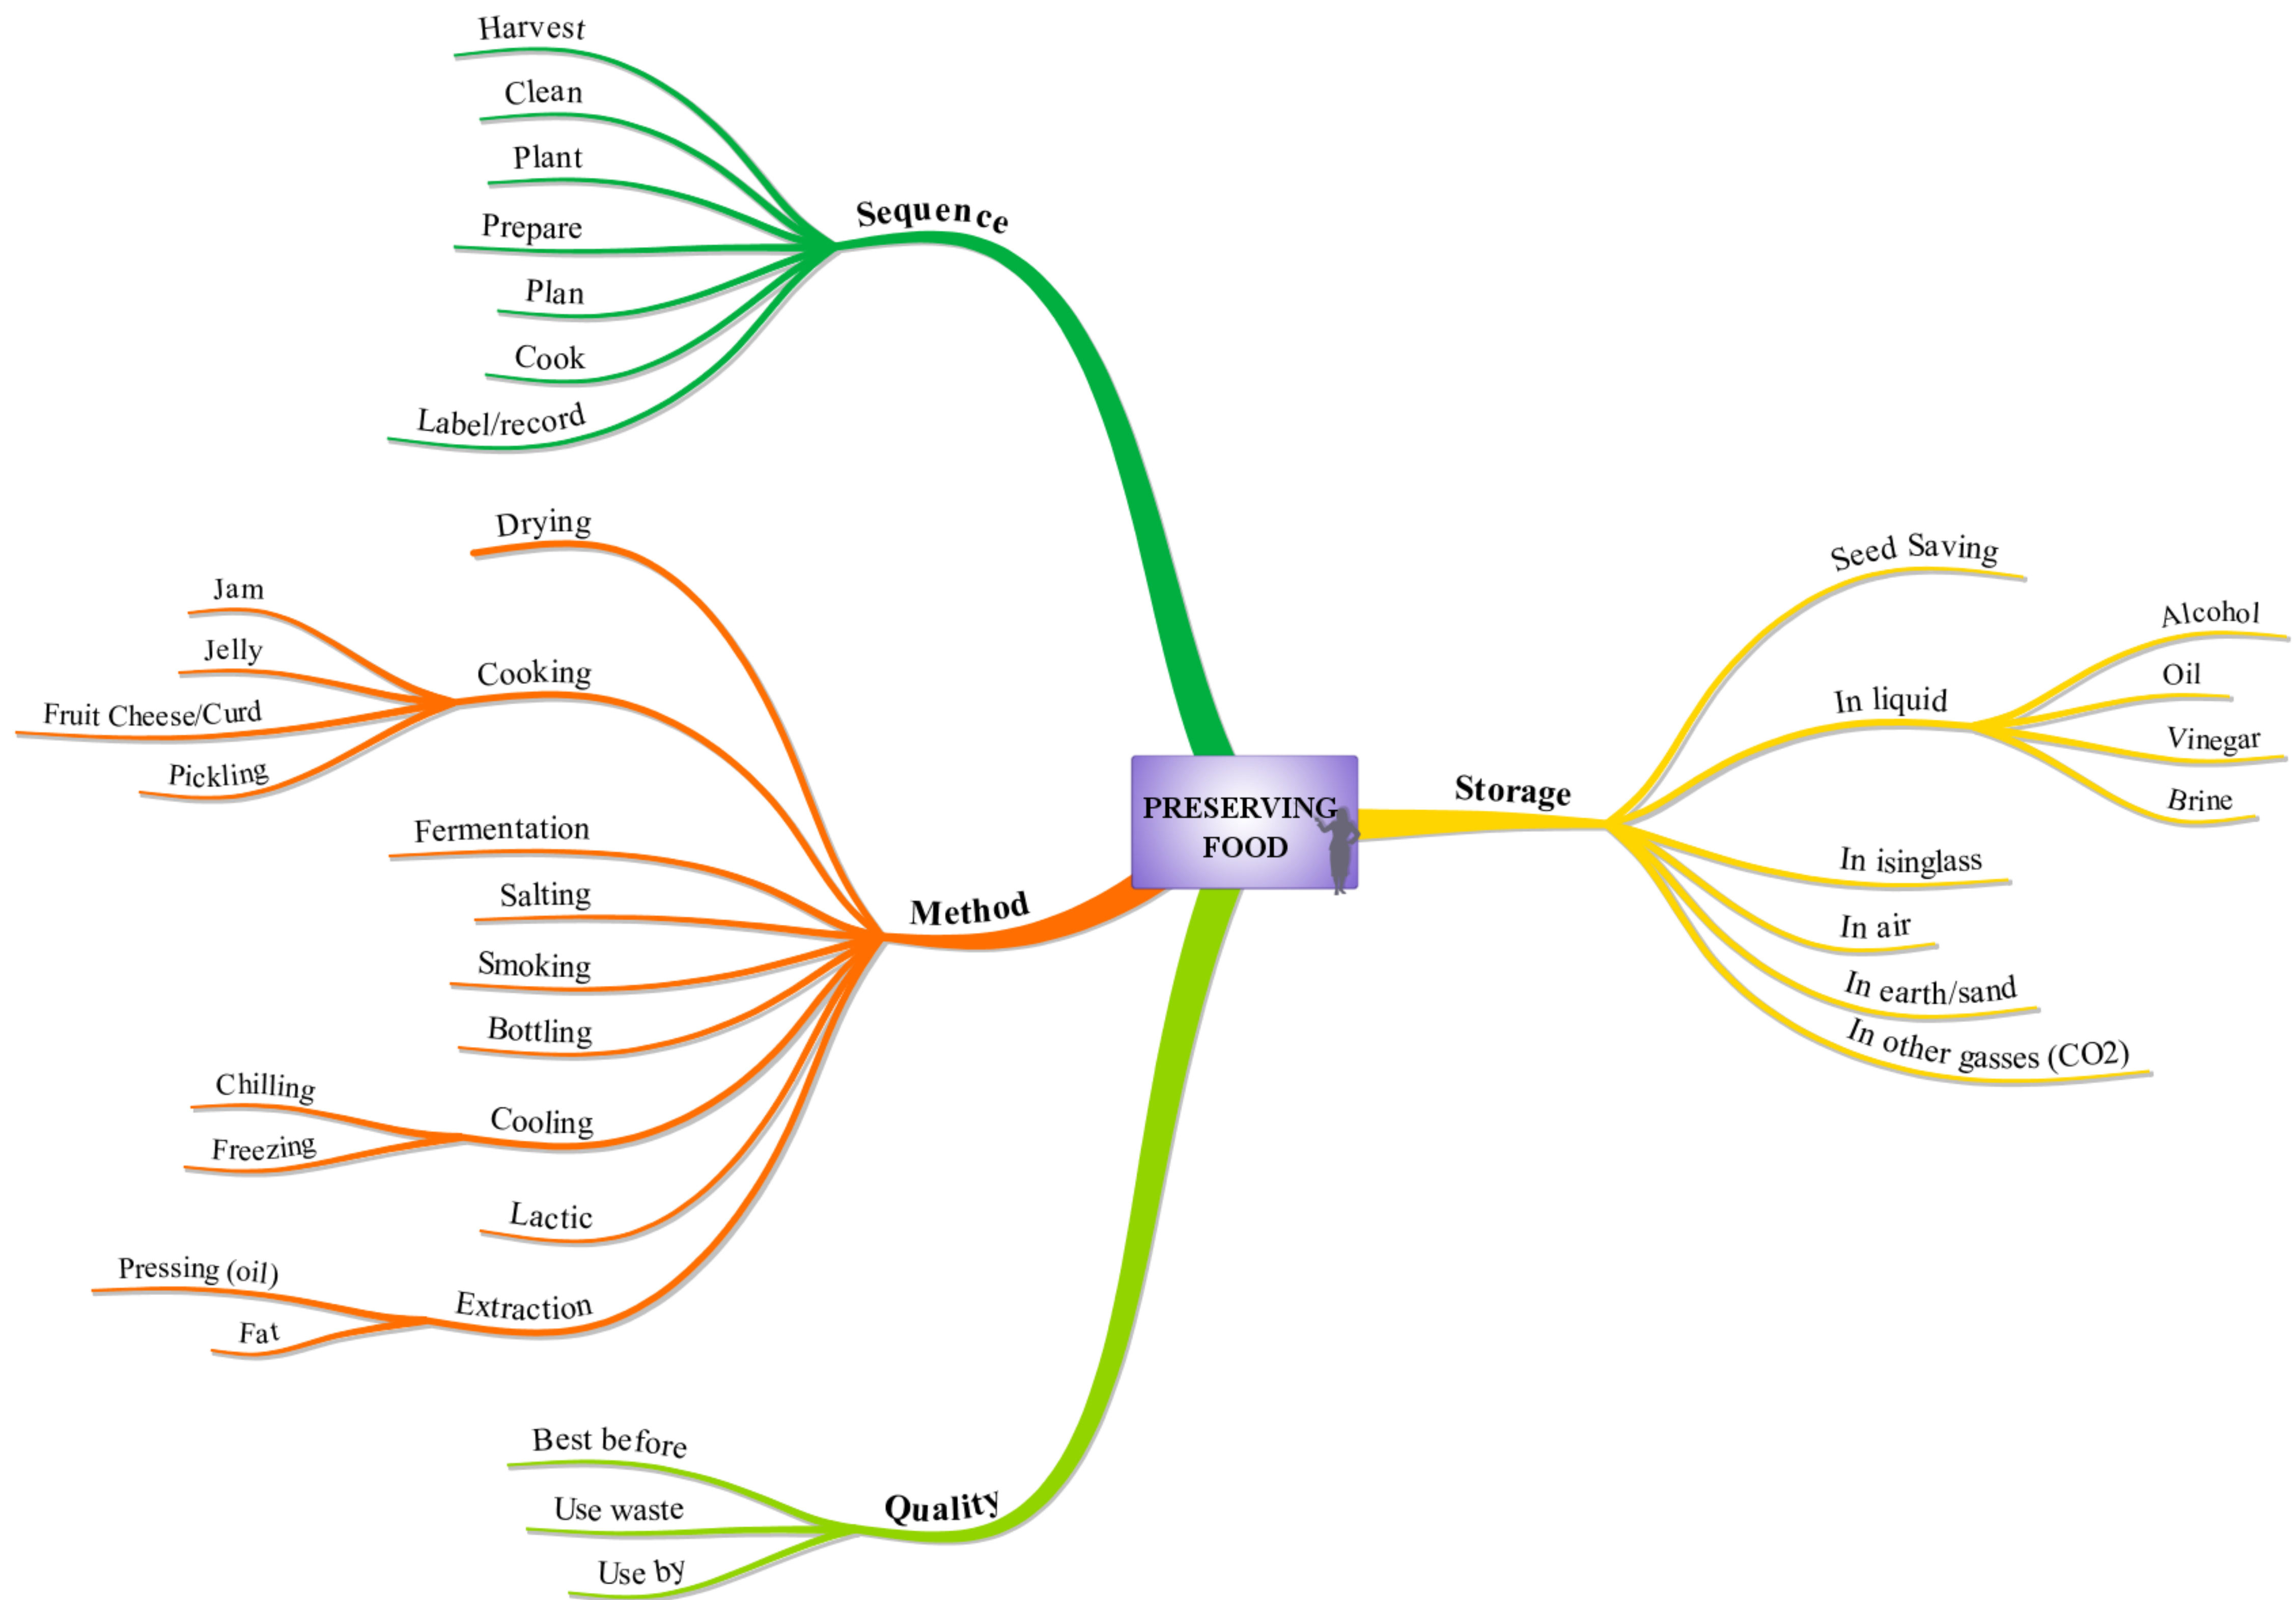 Harvest
Clean
Plant
Prepare
Plan
Cook
Label/record
Sequence
Drying
Jam
Jelly
Fruit Cheese/Curd
Pickling
Cooking
Fermentation
Salting
Smoking
Bottling
Chilling
Freezing
Cooling
Lactic
Pressing (oil)
Fat
Extraction
Method
Best before
Use waste
Use by
Quality
PRESERVING
FOOD
Storage
Seed Saving
In liquid
Alcohol
Oil
Vinegar
Brine
In isinglass
In air
In earth/sand
In other gasses (CO2)